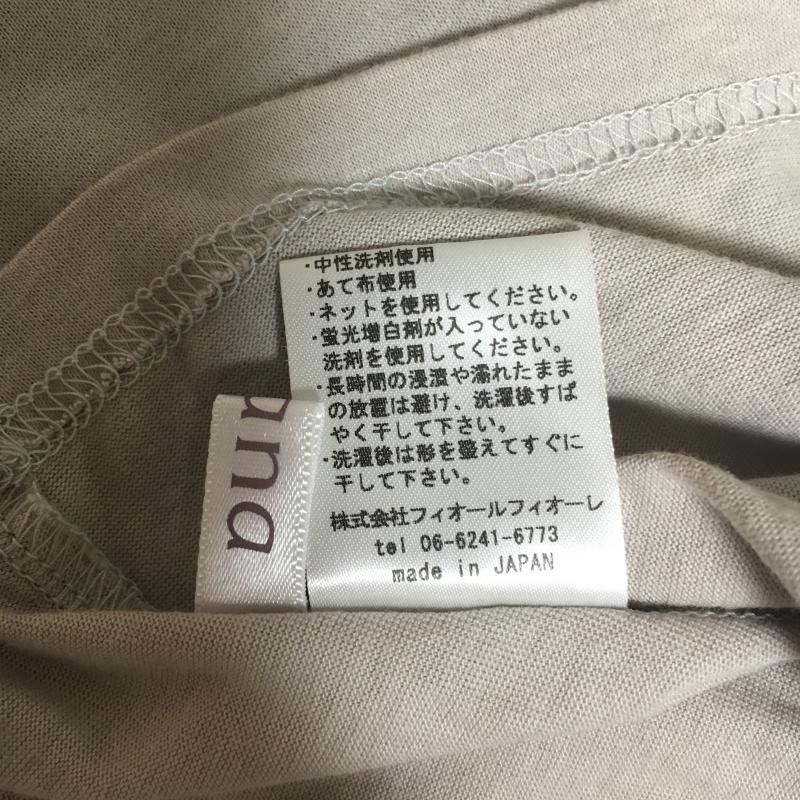 ・中性洗剤使用
・あて布使用
・ネットを使用してください。
・蛍光増白剤が入っていない
洗剤を使用してください。
・長時間の浸漬や濡れたまま
の放置は避け、洗濯後すば
やく干して下さい。
・洗濯後は形を整えてすぐに
干して下さい。
株式会社フィオールフィオーレ
tel 06-6241-6773
made in JAPAN
una